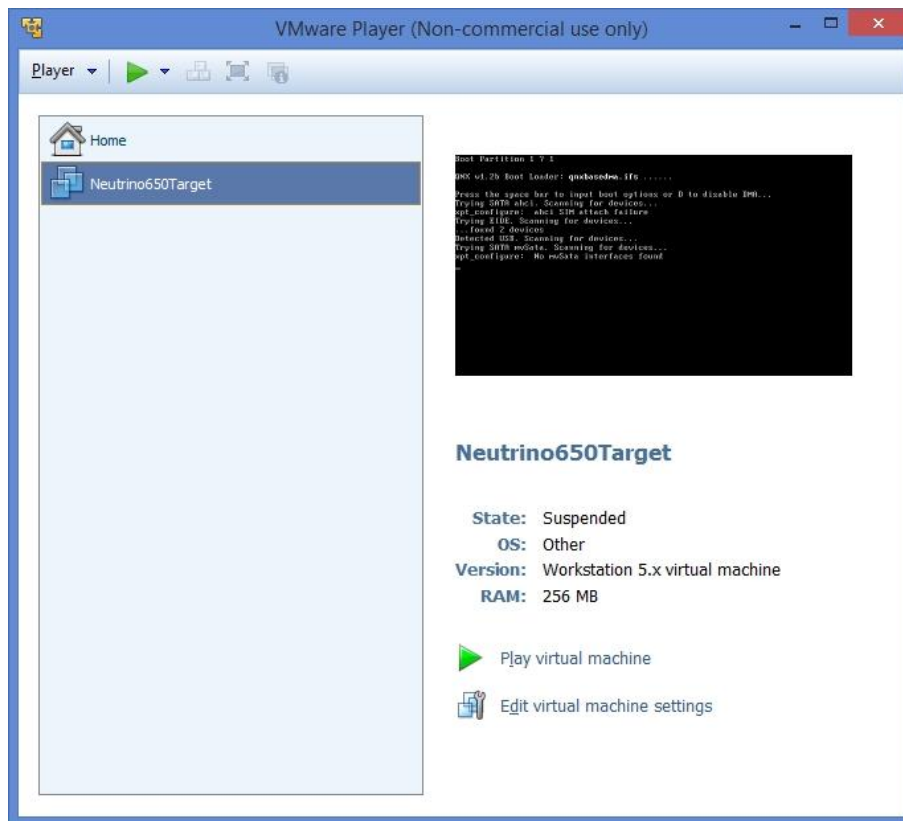 VMware Player (Non-commercial use only)
Player
Home
Neutrino650Target
Boot Partition 1 ? 1
QNX v1.2b Boot Loader: qnxbasedma.ifs ......
Press the space bar to input boot options or D to disable DMA...
Trying SATA ahci. Scanning for devices...
xpt_configure: ahci SIM attach failure
Trying EIDE. Scanning for devices...
...found 2 devices
Detected USB. Scanning for devices...
Trying SATA mvSata. Scanning for devices...
xpt_configure: No mvSata interfaces found
Neutrino650Target
State: Suspended
OS: Other
Version: Workstation 5.x virtual machine
RAM: 256 MB
Play virtual machine
Edit virtual machine settings